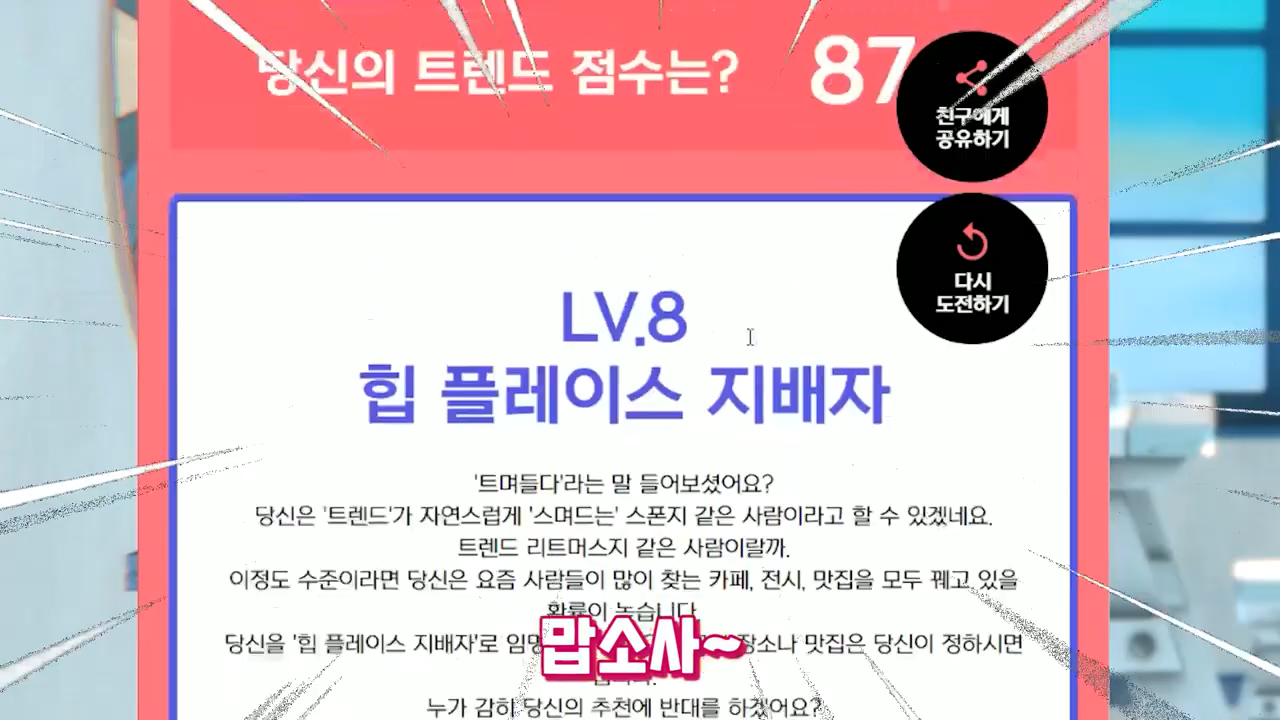 당신의 트렌드 점수는? 87
친구에게
공유하기
다시
도전하기
LV.8
힙 플레이스 지배자
'트며들다'라는 말 들어보셨어요?
당신은 '트렌드'가 자연스럽게 '스며드는' 스폰지 같은 사람이라고 할 수 있겠네요.
트렌드 리트머스지 같은 사람이랄까.
이정도 수준이라면 당신은 요즘 사람들이 많이 찾는 카페, 전시, 맛집을 모두 꿰고 있을
확률이 높습니다.
당신을 '힙 플레이스 지배자'로 장소나 맛집은 당신이 정하시면
맙소사~
누가 감히 당신의 추천에 반대를 하겠어요?